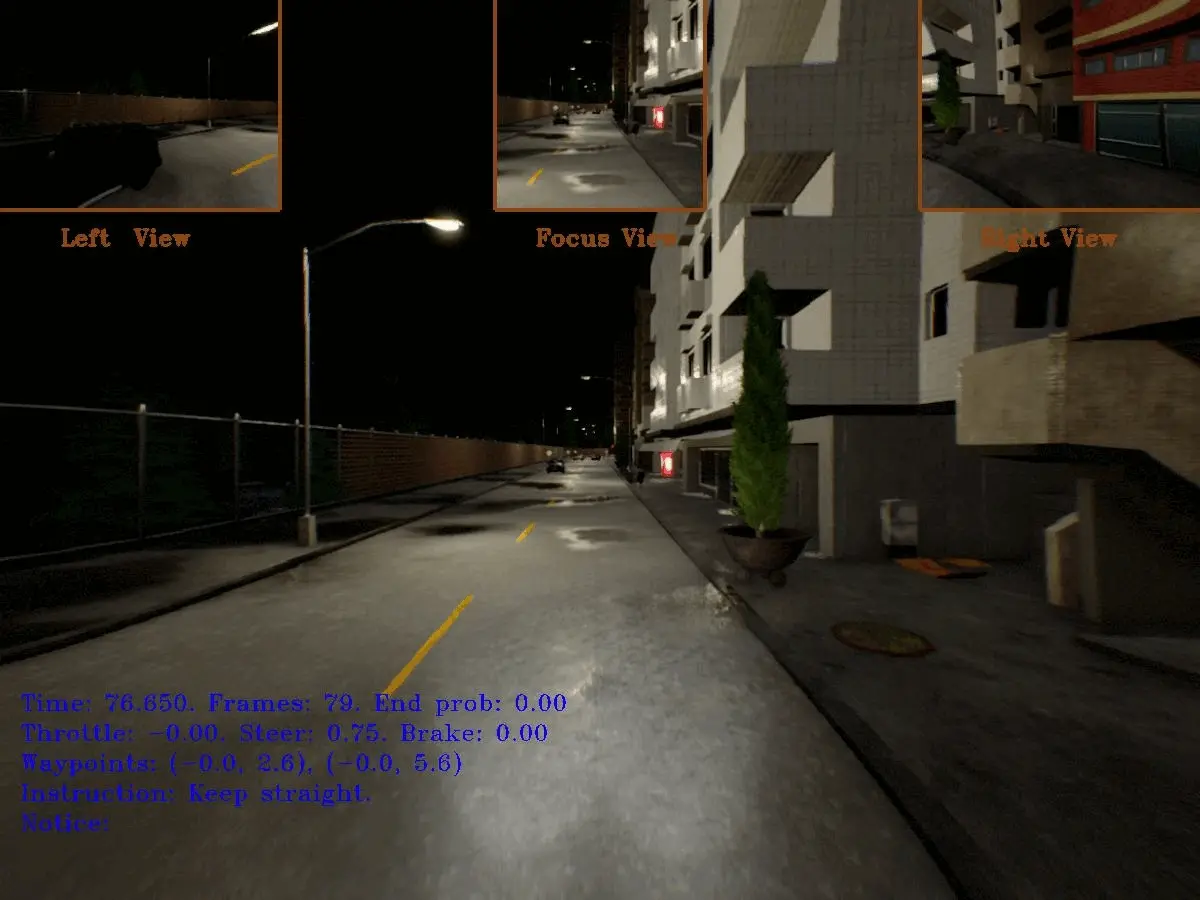 Left View
Focus View
Right View
Time: 76.650. Frames: 79. End prob: 0.00
Throttle: -0.00. Steer: 0.75. Brake: 0.00
Waypoints: (-0.0, 2.6), (-0.0, 5.6)
Instruction: Keep straight.
Notice: